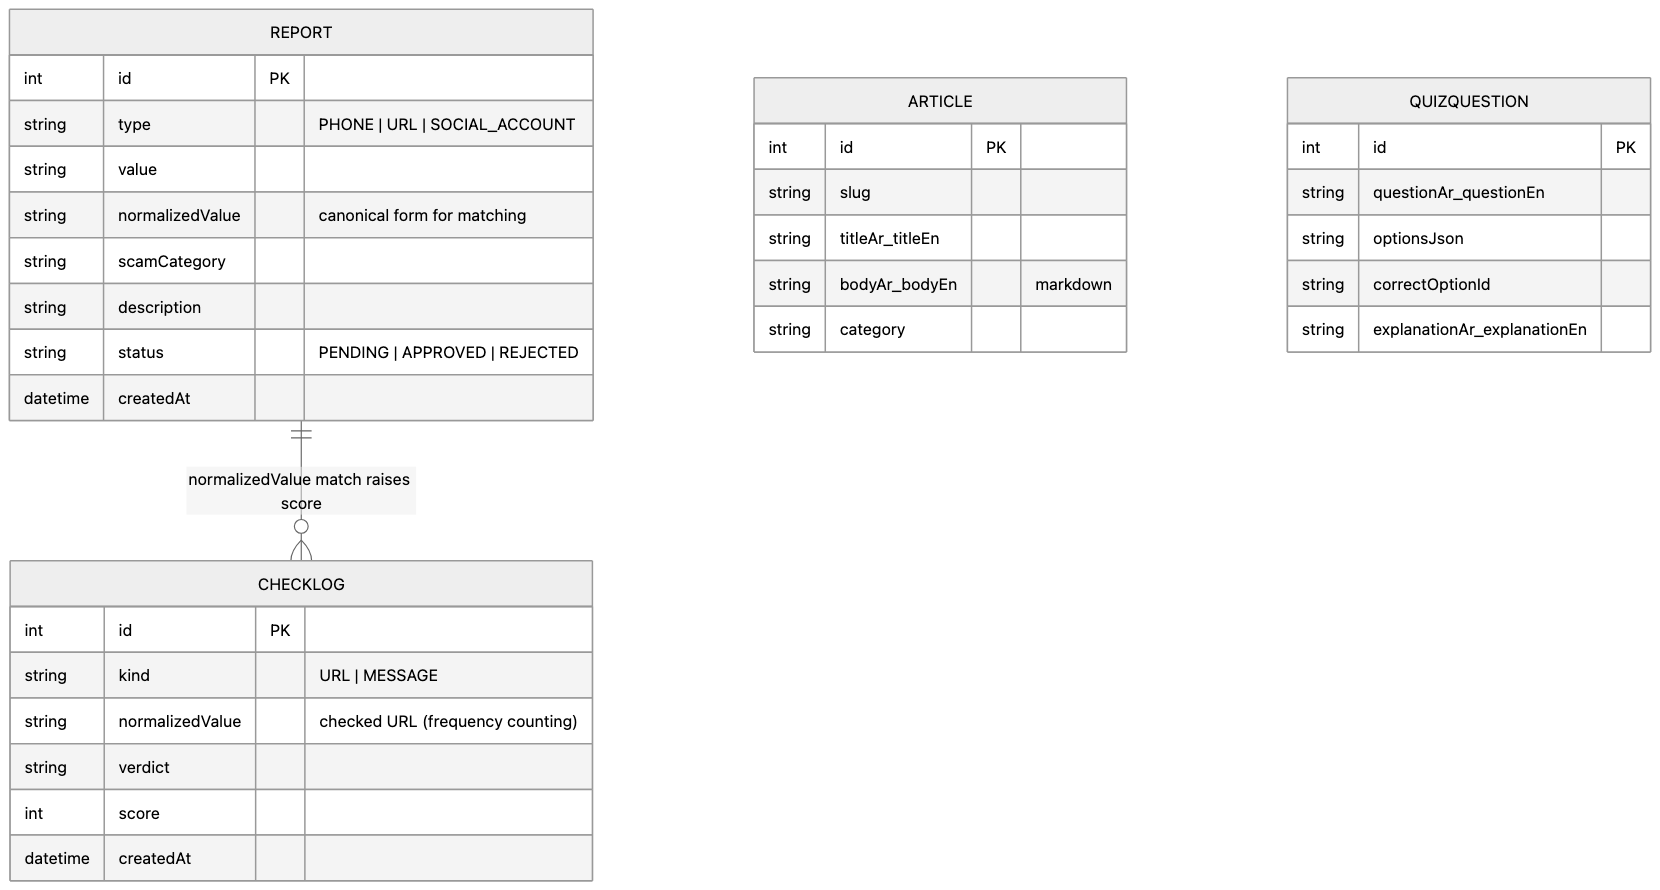 REPORT
int id PK
string type PHONE | URL | SOCIAL_ACCOUNT
string value
string normalizedValue canonical form for matching
string scamCategory
string description
string status PENDING | APPROVED | REJECTED
datetime createdAt
normalizedValue match raises
score
CHECKLOG
int id PK
string kind URL | MESSAGE
string normalizedValue checked URL (frequency counting)
string verdict
int score
datetime createdAt
ARTICLE
int id PK
string slug
string titleAr_titleEn
string bodyAr_bodyEn markdown
string category
QUIZQUESTION
int id PK
string questionAr_questionEn
string optionsJson
string correctOptionId
string explanationAr_explanationEn